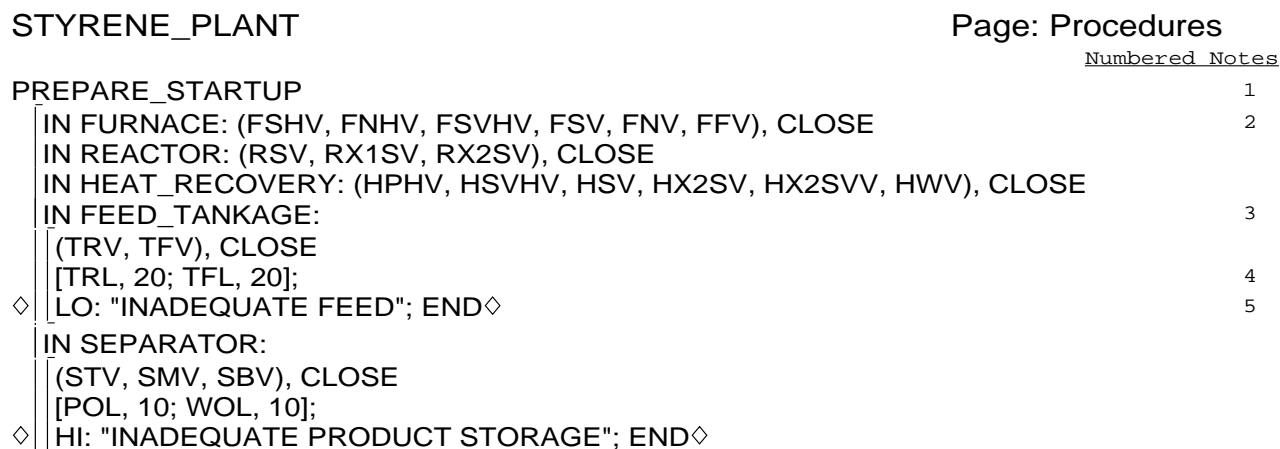 STYRENE_PLANT Page: Procedures
Numbered Notes
PREPARE_STARTUP 1
IN FURNACE: (FSHV, FNHV, FSVHV, FSV, FNV, FFV), CLOSE 2
IN REACTOR: (RSV, RX1SV, RX2SV), CLOSE
IN HEAT_RECOVERY: (HPHV, HSVHV, HSV, HX2SV, HX2SVV, HWV), CLOSE
IN FEED_TANKAGE: 3
(TRV, TFV), CLOSE
[TRL, 20; TFL, 20]; 4
◇ LO: "INADEQUATE FEED"; END◇ 5
IN SEPARATOR:
(STV, SMV, SBV), CLOSE
[POL, 10; WOL, 10];
◇ HI: "INADEQUATE PRODUCT STORAGE"; END◇